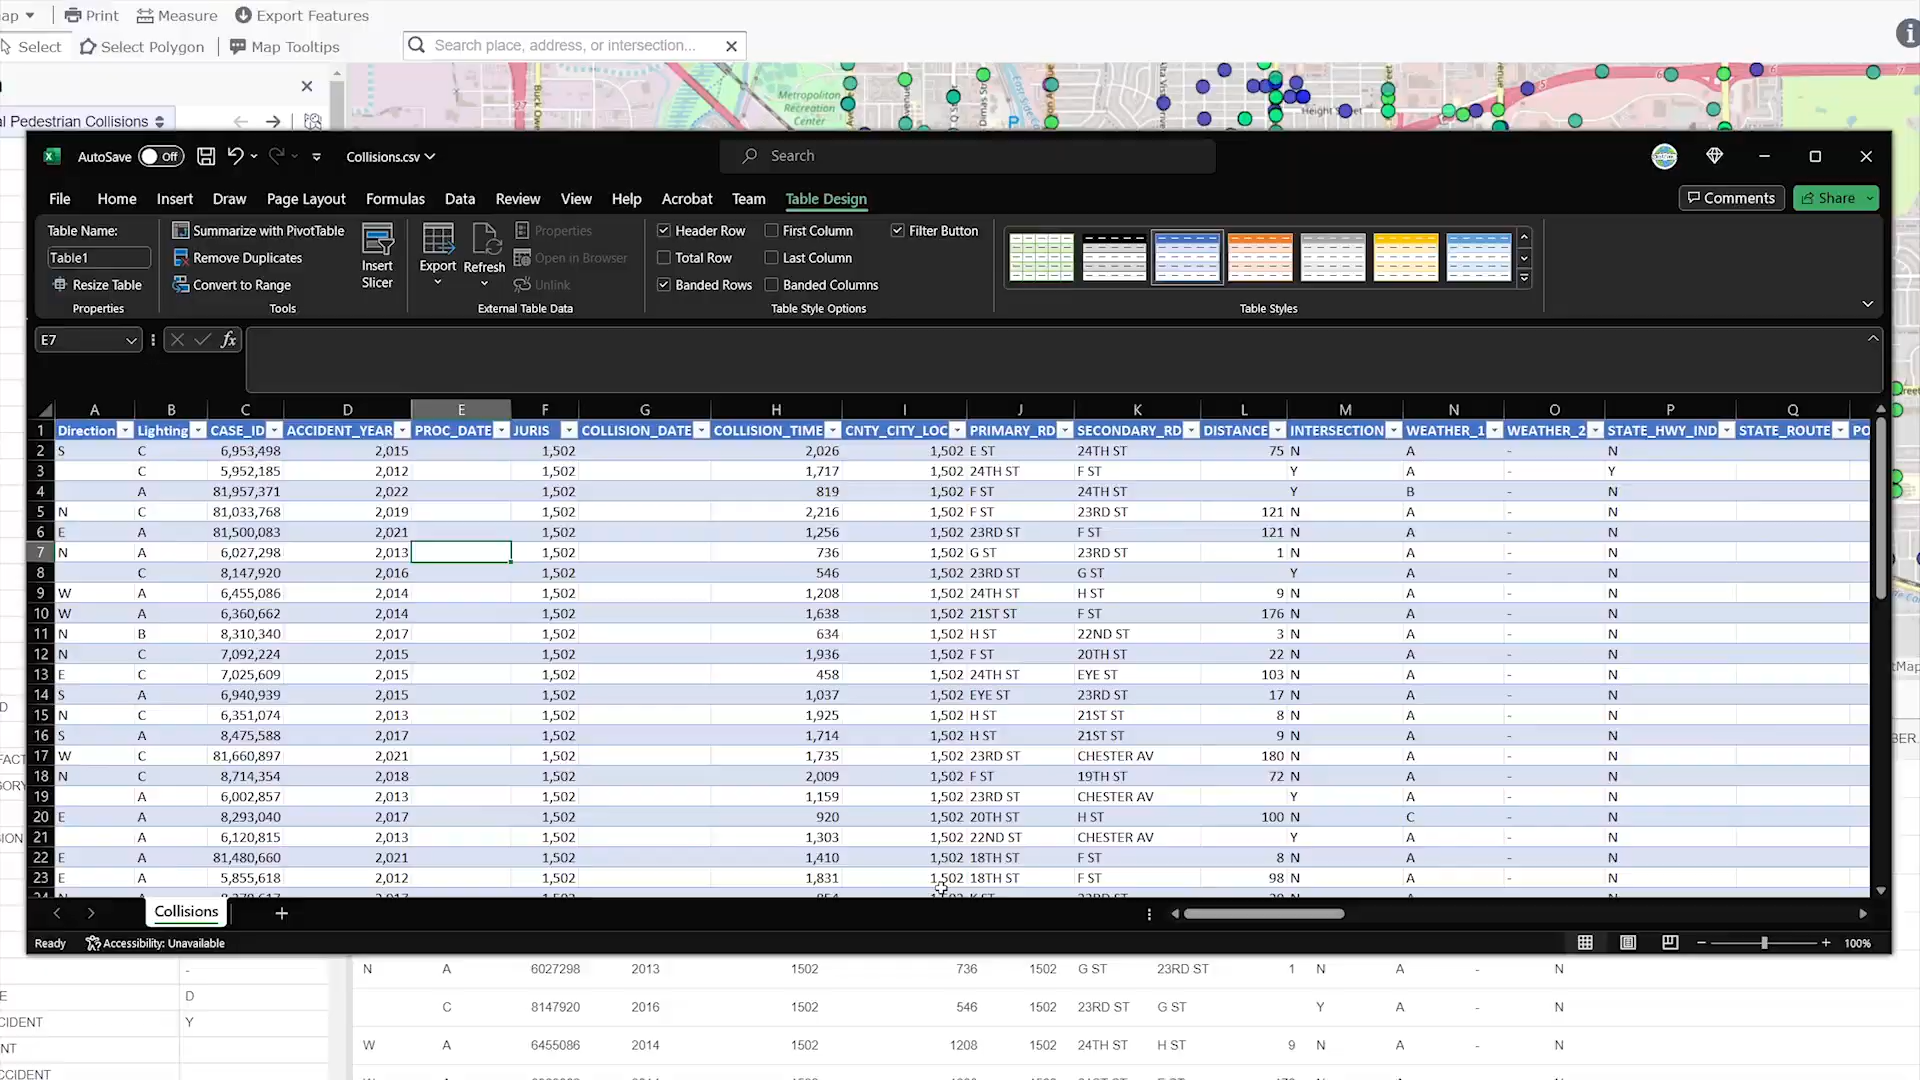 ap Print Measure Export Features
Select Select Polygon Map Tooltips Search place, address, or intersection...
Metropolitan Recreation Center
Height Street
al Pedestrian Collisions
AutoSave Off Collisions.csv Search
File Home Insert Draw Page Layout Formulas Data Review View Help Acrobat Team Table Design Comments Share
Table Name: Summarize with PivotTable Properties Header Row First Column Filter Button
Table1 Remove Duplicates Insert Slicer Export Refresh Open in Browser Total Row Last Column
Resize Table Convert to Range Unlink Banded Rows Banded Columns
Properties Tools External Table Data Table Style Options Table Styles
E7 fx
A B C D E F G H I J K L M N O P Q
1 Direction Lighting CASE_ID ACCIDENT_YEAR PROC_DATE JURIS COLLISION_DATE COLLISION_TIME CNTY_CITY_LOC PRIMARY_RD SECONDARY_RD DISTANCE INTERSECTION WEATHER_1 WEATHER_2 STATE_HWY_IND STATE_ROUTE PO
2 S C 6,953,498 2,015 1,502 2,026 1,502 E ST 24TH ST 75 N A - N
3 C 5,952,185 2,012 1,502 1,717 1,502 24TH ST F ST Y A - Y
4 A 81,957,371 2,022 1,502 819 1,502 F ST 24TH ST Y B - N
5 N C 81,033,768 2,019 1,502 2,216 1,502 F ST 23RD ST 121 N A - N
6 E A 81,500,083 2,021 1,502 1,256 1,502 23RD ST F ST 121 N A - N
7 N A 6,027,298 2,013 1,502 736 1,502 G ST 23RD ST 1 N A - N
8 C 8,147,920 2,016 1,502 546 1,502 23RD ST G ST Y A - N
9 W A 6,455,086 2,014 1,502 1,208 1,502 24TH ST H ST 9 N A - N
10 W A 6,360,662 2,014 1,502 1,638 1,502 21ST ST F ST 176 N A - N
11 N B 8,310,340 2,017 1,502 634 1,502 H ST 22ND ST 3 N A - N
12 N C 7,092,224 2,015 1,502 1,936 1,502 F ST 20TH ST 22 N A - N
13 E C 7,025,609 2,015 1,502 458 1,502 24TH ST EYE ST 103 N A - N
14 S A 6,940,939 2,015 1,502 1,037 1,502 EYE ST 23RD ST 17 N A - N
15 N C 6,351,074 2,013 1,502 1,925 1,502 H ST 21ST ST 8 N A - N
16 S A 8,475,588 2,017 1,502 1,714 1,502 H ST 21ST ST 9 N A - N
17 W C 81,660,897 2,021 1,502 1,735 1,502 23RD ST CHESTER AV 180 N A - N
18 N C 8,714,354 2,018 1,502 2,009 1,502 F ST 19TH ST 72 N A - N
19 A 6,002,857 2,013 1,502 1,159 1,502 23RD ST CHESTER AV Y A - N
20 E A 8,293,040 2,017 1,502 920 1,502 20TH ST H ST 100 N C - N
21 A 6,120,815 2,013 1,502 1,303 1,502 22ND ST CHESTER AV Y A - N
22 E A 81,480,660 2,021 1,502 1,410 1,502 18TH ST F ST 8 N A - N
23 E A 5,855,618 2,012 1,502 1,831 1,502 18TH ST F ST 98 N A - N
Collisions
Ready Accessibility: Unavailable 100%
- N A 6027298 2013 1502 736 1502 G ST 23RD ST 1 N A - N
E D
C 8147920 2016 1502 546 1502 23RD ST G ST Y A - N
CIDENT Y
NT W A 6455086 2014 1502 1208 1502 24TH ST H ST 9 N A - N
CCIDENT